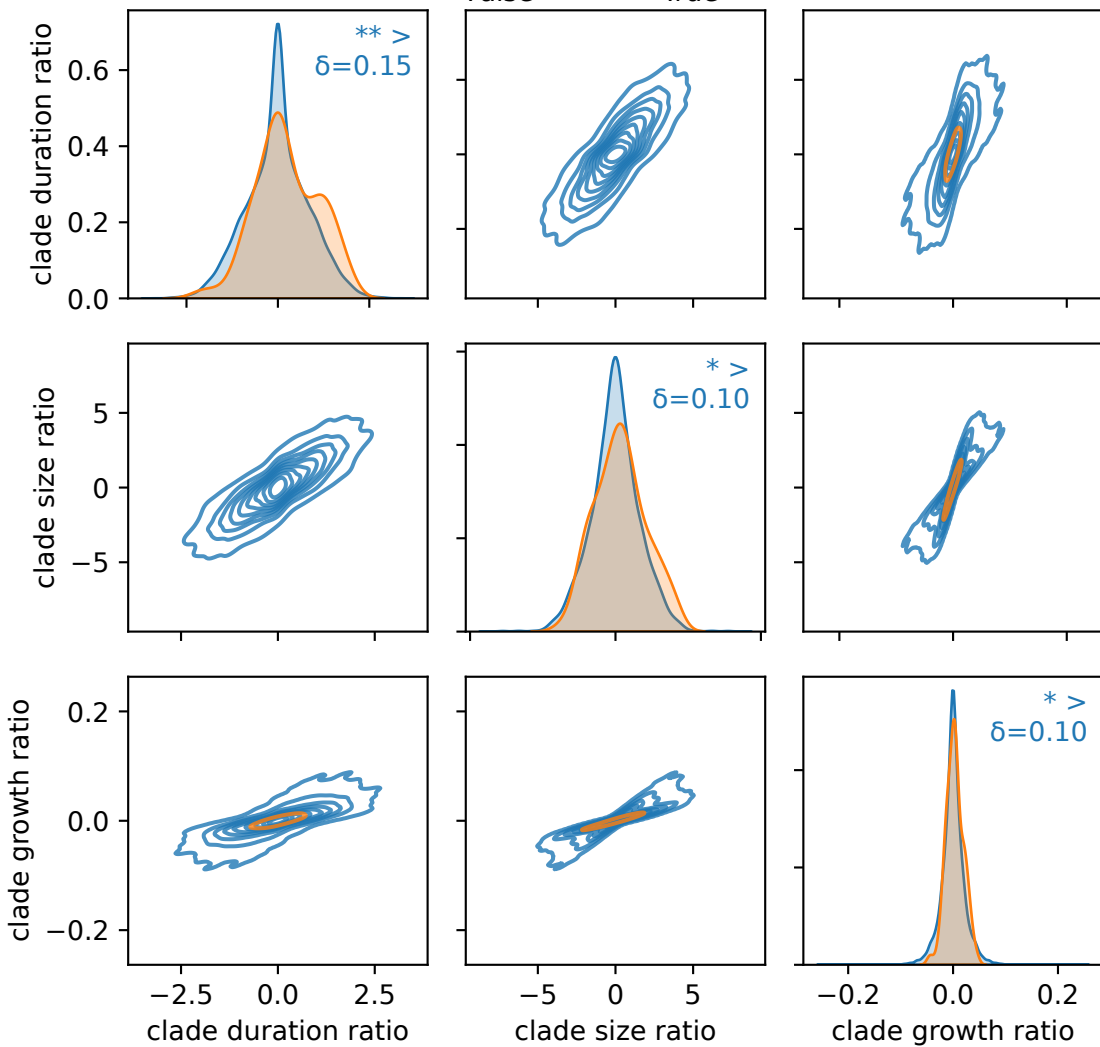 ** >
δ=0.15
clade duration ratio
0.6
0.4
0.2
0.0
* >
δ=0.10
clade size ratio
5
0
−5
* >
δ=0.10
clade growth ratio
0.2
0.0
−0.2
−2.5 0.0 2.5 −5 0 5 −0.2 0.0 0.2
clade duration ratio clade size ratio clade growth ratio